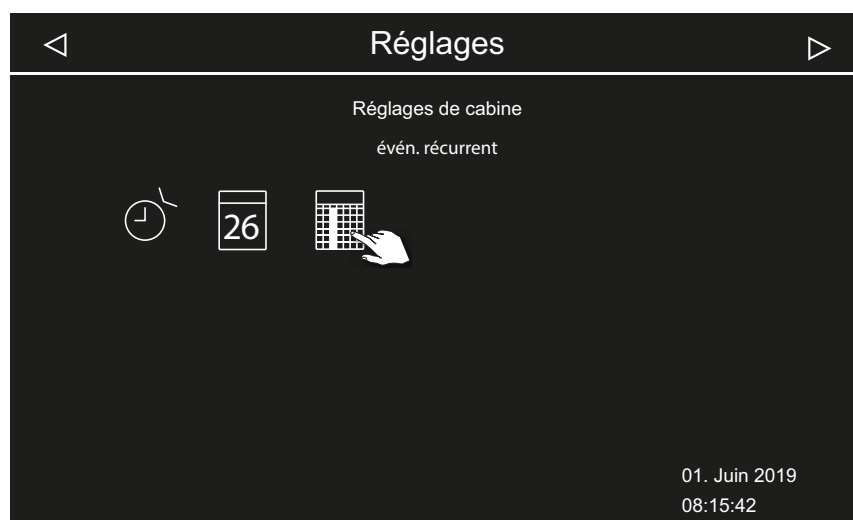 Réglages
Réglages de cabine
évén. récurrent
26
01. Juin 2019
08:15:42